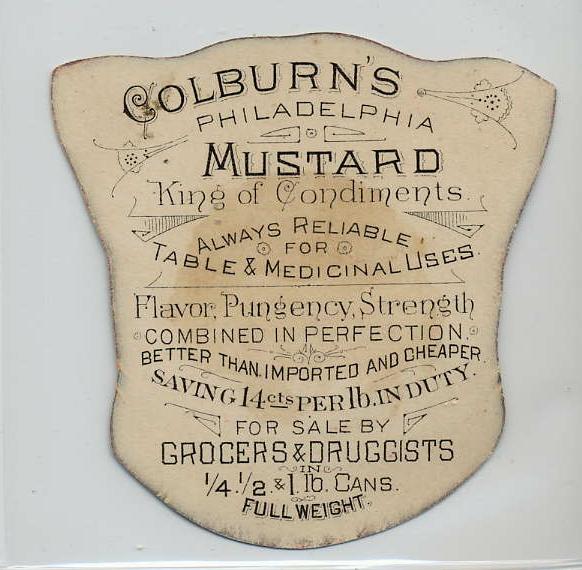 COLBURN'S
PHILADELPHIA
MUSTARD
King of Condiments.
ALWAYS RELIABLE
FOR
TABLE & MEDICINAL USES.
Flavor, Pungency, Strength
COMBINED IN PERFECTION.
BETTER THAN IMPORTED AND CHEAPER
SAVING 14cts PER lb. IN DUTY.
FOR SALE BY
GROCERS & DRUGGISTS
IN
1/4. 1/2. & 1. lb. CANS.
FULL WEIGHT.